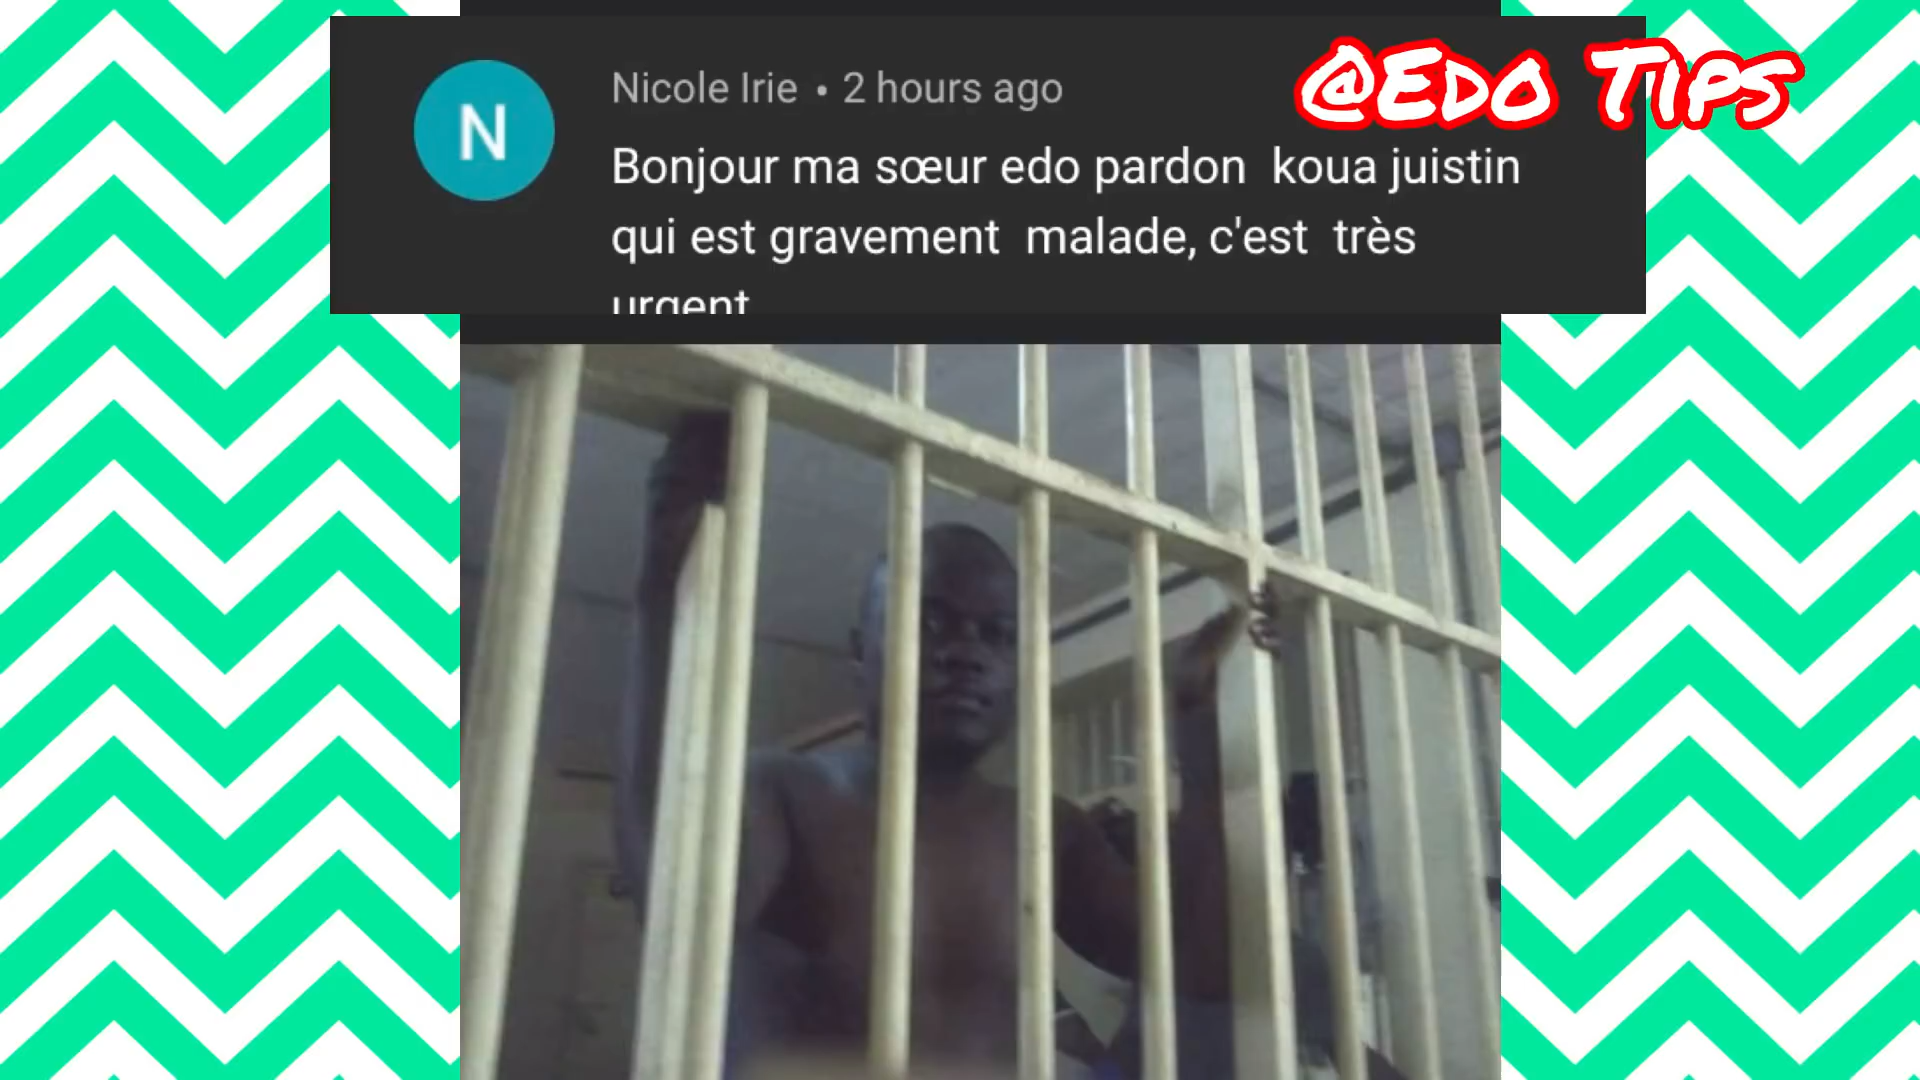 @Edo Tips
Nicole Irie • 2 hours ago
N
Bonjour ma sœur edo pardon koua juistin
qui est gravement malade, c'est très
urgent